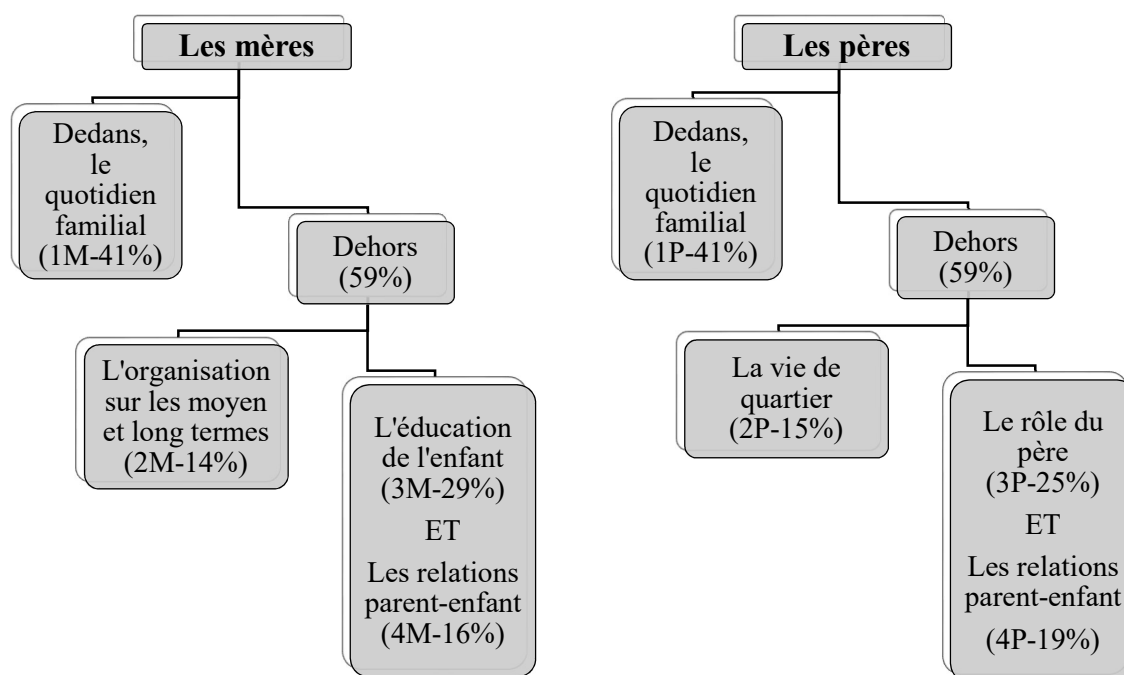 Les mères
Dedans,
le
quotidien
familial
(1M-41%)
Dehors
(59%)
L'organisation
sur les moyen
et long termes
(2M-14%)
L'éducation
de l'enfant
(3M-29%)
ET
Les relations
parent-enfant
(4M-16%)
Les pères
Dedans,
le
quotidien
familial
(1P-41%)
Dehors
(59%)
La vie de
quartier
(2P-15%)
Le rôle du
père
(3P-25%)
ET
Les relations
parent-enfant
(4P-19%)